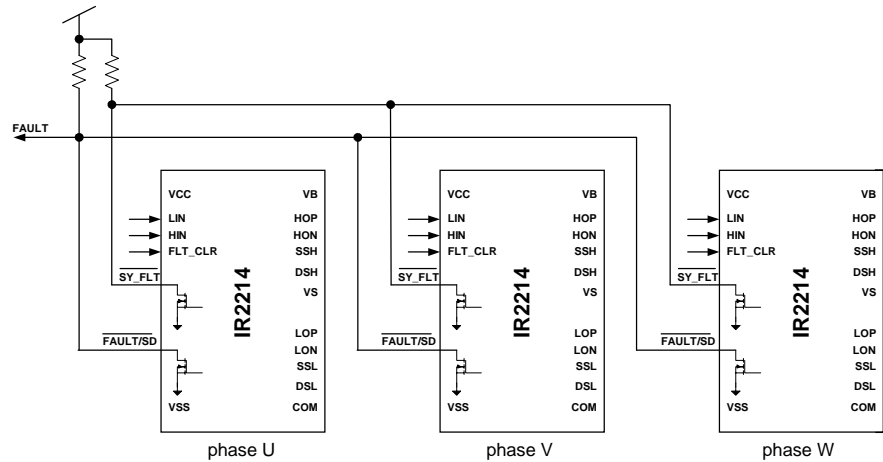 FAULT
VCC
LIN
HIN
FLT_CLR
SY_FLT
FAULT/SD
VSS
IR2214
VB
HOP
HON
SSH
DSH
VS
LOP
LON
SSL
DSL
COM
phase U
VCC
LIN
HIN
FLT_CLR
SY_FLT
FAULT/SD
VSS
IR2214
VB
HOP
HON
SSH
DSH
VS
LOP
LON
SSL
DSL
COM
phase V
VCC
LIN
HIN
FLT_CLR
SY_FLT
FAULT/SD
VSS
IR2214
VB
HOP
HON
SSH
DSH
VS
LOP
LON
SSL
DSL
COM
phase W